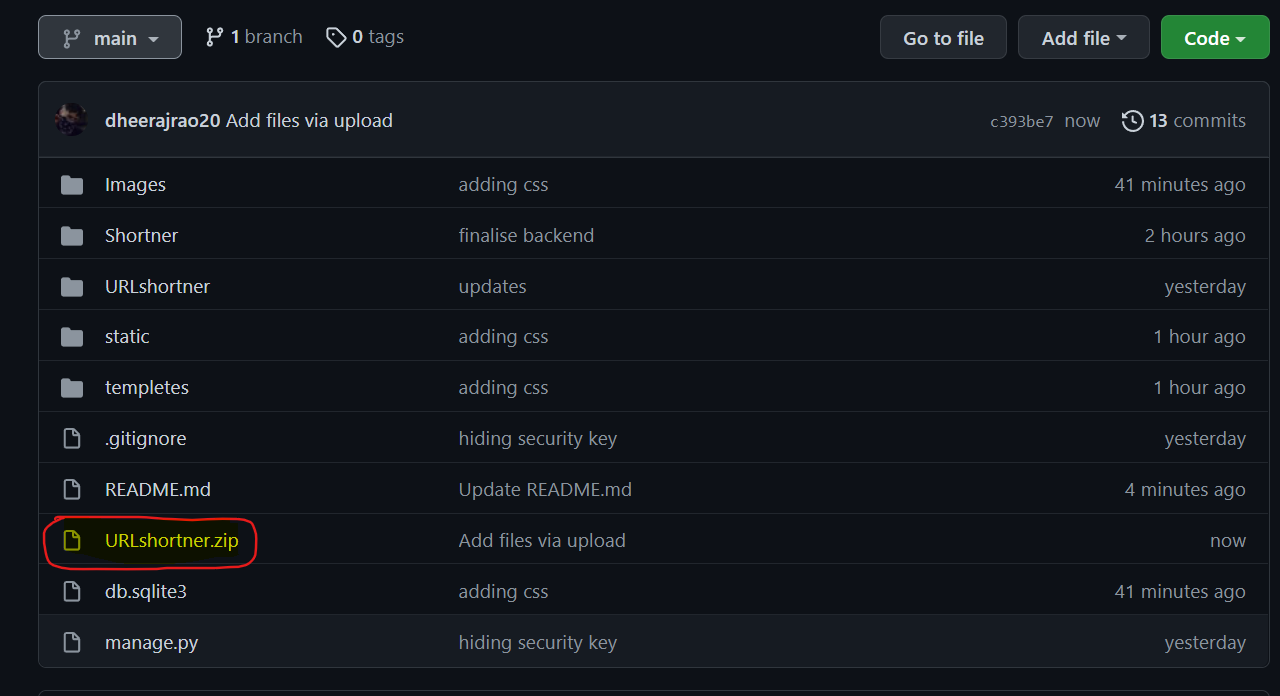 main 1 branch 0 tags Go to file Add file Code
dheerajrao20 Add files via upload c393be7 now 13 commits
Images adding css 41 minutes ago
Shortner finalise backend 2 hours ago
URLshortner updates yesterday
static adding css 1 hour ago
templetes adding css 1 hour ago
.gitignore hiding security key yesterday
README.md Update README.md 4 minutes ago
URLshortner.zip Add files via upload now
db.sqlite3 adding css 41 minutes ago
manage.py hiding security key yesterday